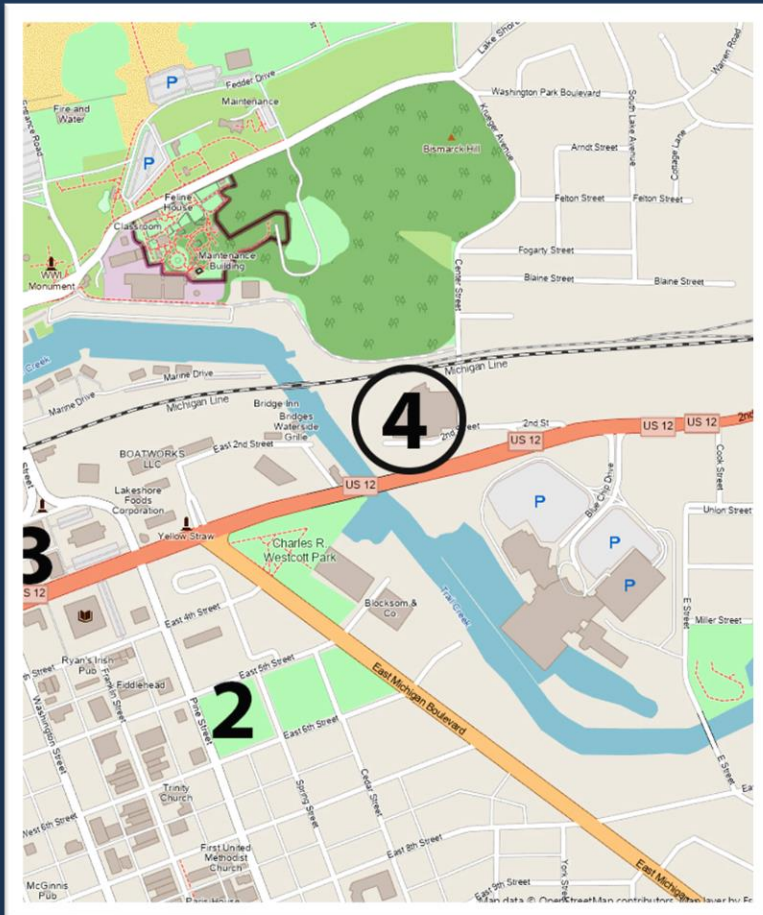 Lake Shore
Warren Road
Fedder Drive
P
Washington Park Boulevard
Maintenance
Fire and
Water
Krueger Avenue
South Lake Avenue
Cottage Lane
P
Bismarck Hill
Arndt Street
Feline
House
Felton Street
Felton Street
Classroom
Maintenance
Building
Center Street
Fogarty Street
WWI
Monument
Blaine Street
Blaine Street
Creek
Michigan Line
Marine Drive
Marine Drive
Michigan Line
Bridge Inn
Bridges
Waterside
Grille
4
2nd St
US 12
US 12
US 12
East 2nd Street
BOATWORKS
LLC
US 12
Cook Street
Lakeshore
Foods
Corporation
Blue Chip Drive
P
Union Street
Yellow Straw
Charles R.
Westcott Park
P
3
P
Trail Creek
Blocksom &
Co.
East 4th Street
E Street
Miller Street
Ryan's Irish
Pub
Fiddlehead
East 5th Street
2
East Michigan Boulevard
Washington Street
Franklin Street
Pine Street
East 6th Street
E Street
Trinity
Church
Spring Street
Cedar Street
West 6th Street
First United
Methodist
Church
East 8th Street
York Street
East Michigan
McGinnis
Pub
East 9th Street
Map data © OpenStreetMap contributors, Map layer by